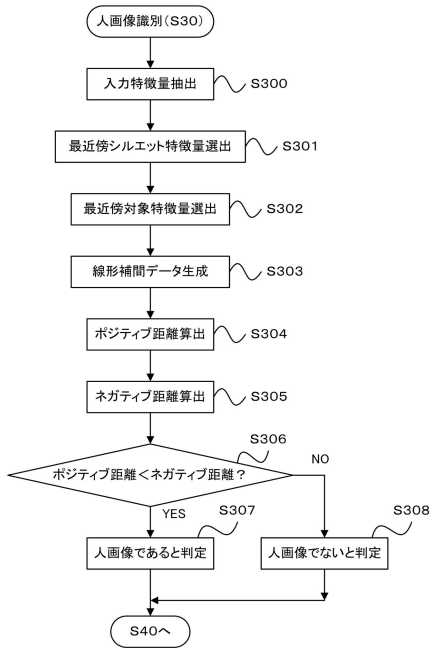 人画像識別(S30)
入力特徴量抽出
S300
最近傍シルエット特徴量選出
S301
最近傍対象特徴量選出
S302
線形補間データ生成
S303
ポジティブ距離算出
S304
ネガティブ距離算出
S305
S306
ポジティブ距離<ネガティブ距離?
NO
YES
S307
S308
人画像であると判定
人画像でないと判定
S40へ